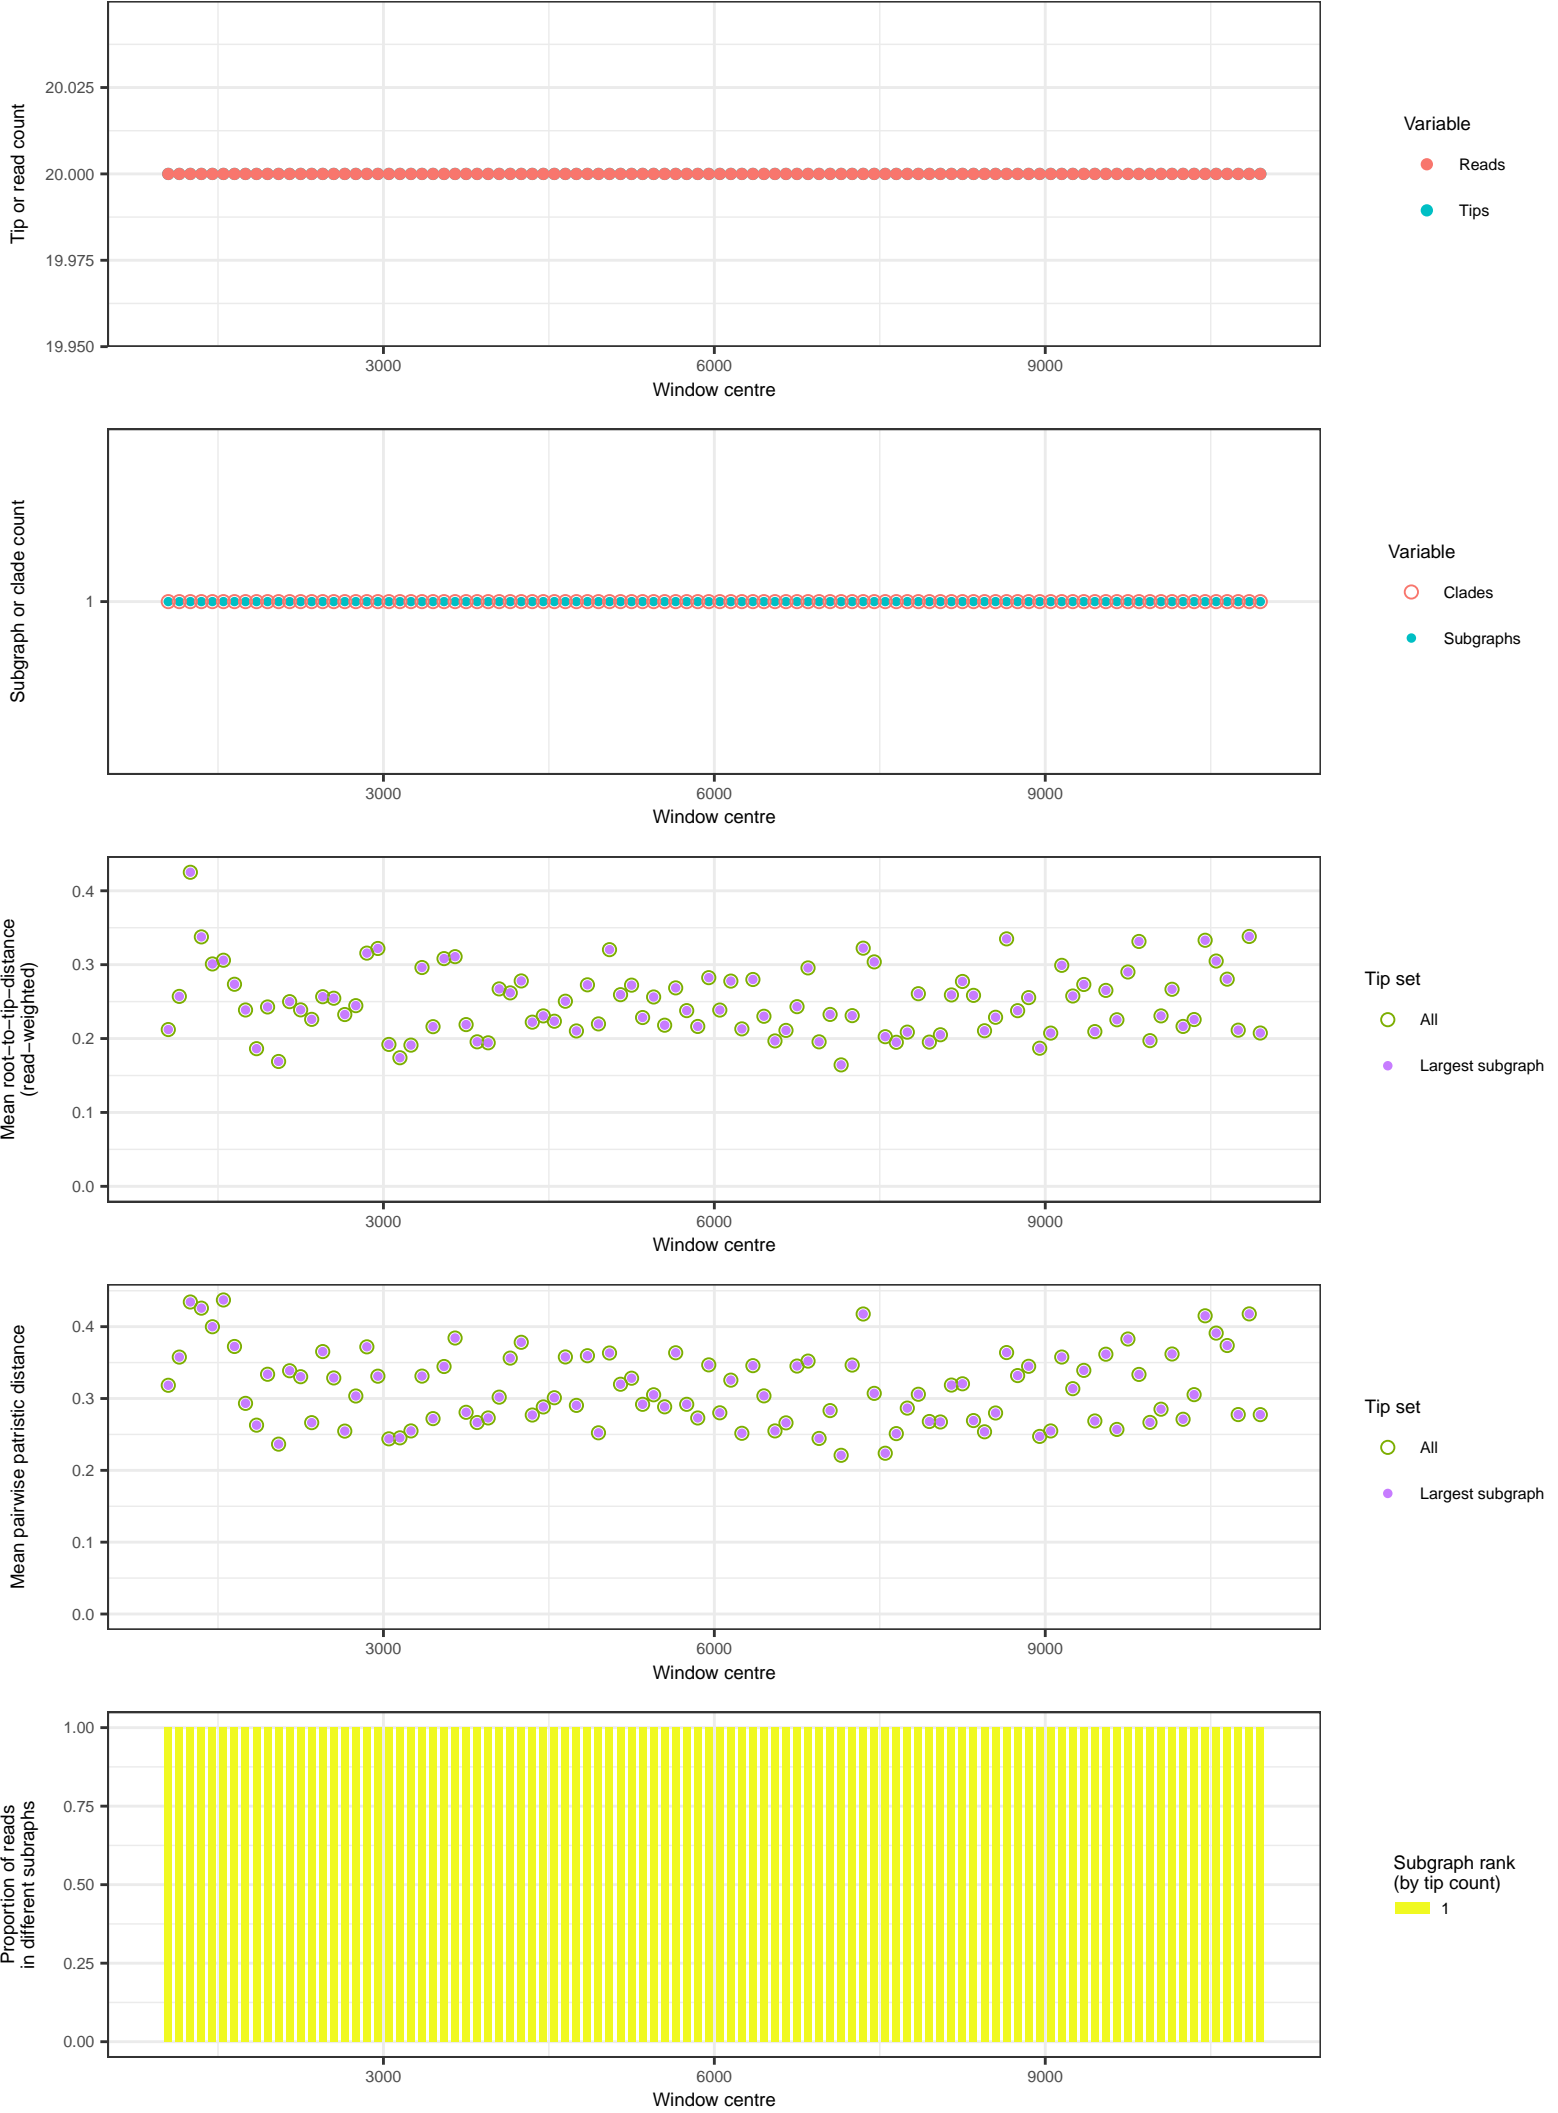 Tip or read count
20.025
20.000
19.975
19.950
3000
6000
9000
Window centre
Variable
Reads
Tips
Subgraph or clade count
1
3000
6000
9000
Window centre
Variable
Clades
Subgraphs
Mean root−to−tip−distance
(read−weighted)
0.4
0.3
0.2
0.1
0.0
3000
6000
9000
Window centre
Tip set
All
Largest subgraph
Mean pairwise patristic distance
0.4
0.3
0.2
0.1
0.0
3000
6000
9000
Window centre
Tip set
All
Largest subgraph
Proportion of reads
in different subraphs
1.00
0.75
0.50
0.25
0.00
3000
6000
9000
Window centre
Subgraph rank
(by tip count)
1